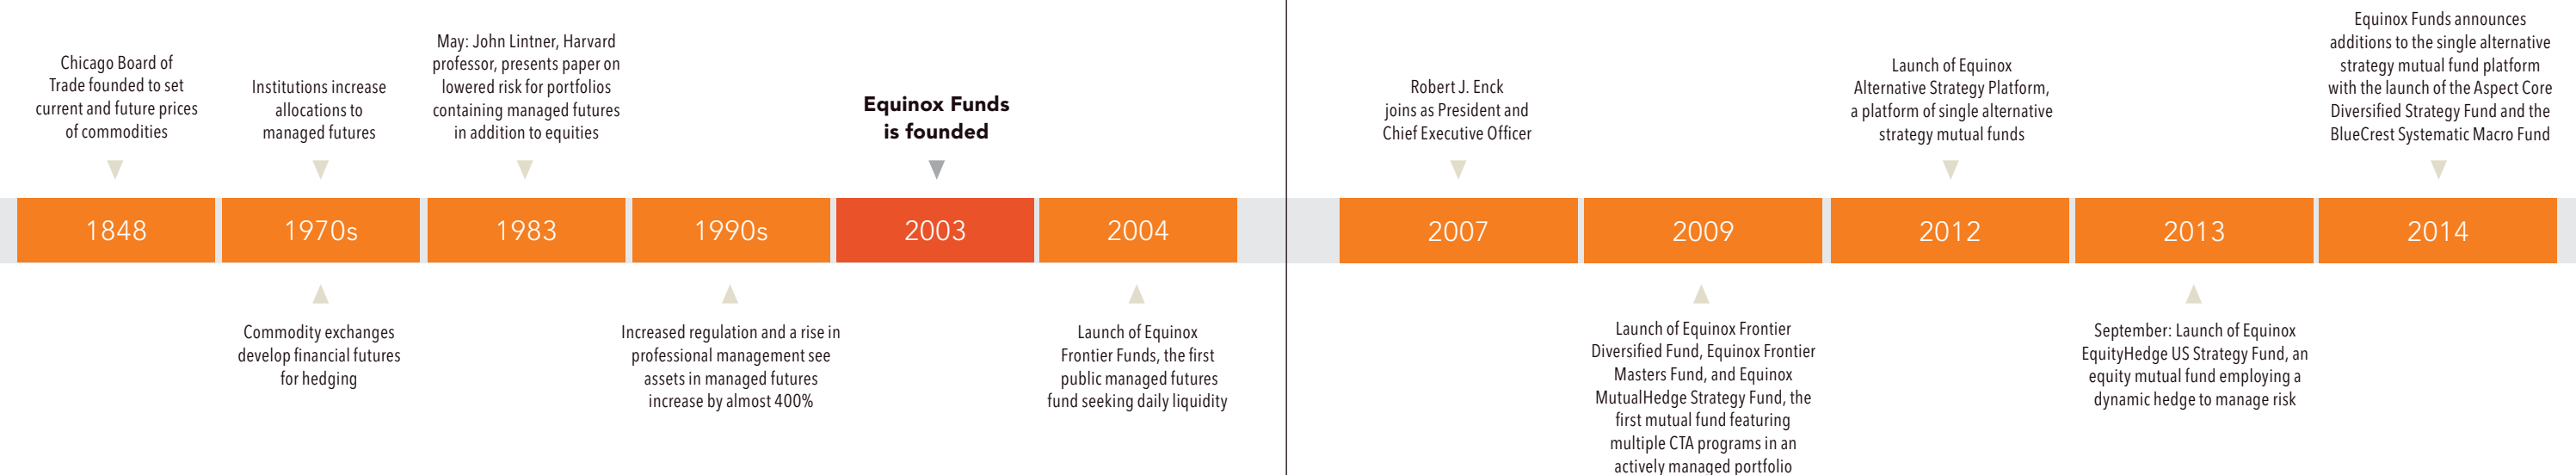 Chicago Board of
Trade founded to set
current and future prices
of commodities
Institutions increase
allocations to
managed futures
May: John Lintner, Harvard
professor, presents paper on
lowered risk for portfolios
containing managed futures
in addition to equities
Equinox Funds
is founded
Robert J. Enck
joins as President and
Chief Executive Officer
Launch of Equinox
Alternative Strategy Platform,
a platform of single alternative
strategy mutual funds
Equinox Funds announces
additions to the single alternative
strategy mutual fund platform
with the launch of the Aspect Core
Diversified Strategy Fund and the
BlueCrest Systematic Macro Fund
1848
1970s
1983
1990s
2003
2004
2007
2009
2012
2013
2014
Commodity exchanges
develop financial futures
for hedging
Increased regulation and a rise in
professional management see
assets in managed futures
increase by almost 400%
Launch of Equinox
Frontier Funds, the first
public managed futures
fund seeking daily liquidity
Launch of Equinox Frontier
Diversified Fund, Equinox Frontier
Masters Fund, and Equinox
MutualHedge Strategy Fund, the
first mutual fund featuring
multiple CTA programs in an
actively managed portfolio
September: Launch of Equinox
EquityHedge US Strategy Fund, an
equity mutual fund employing a
dynamic hedge to manage risk